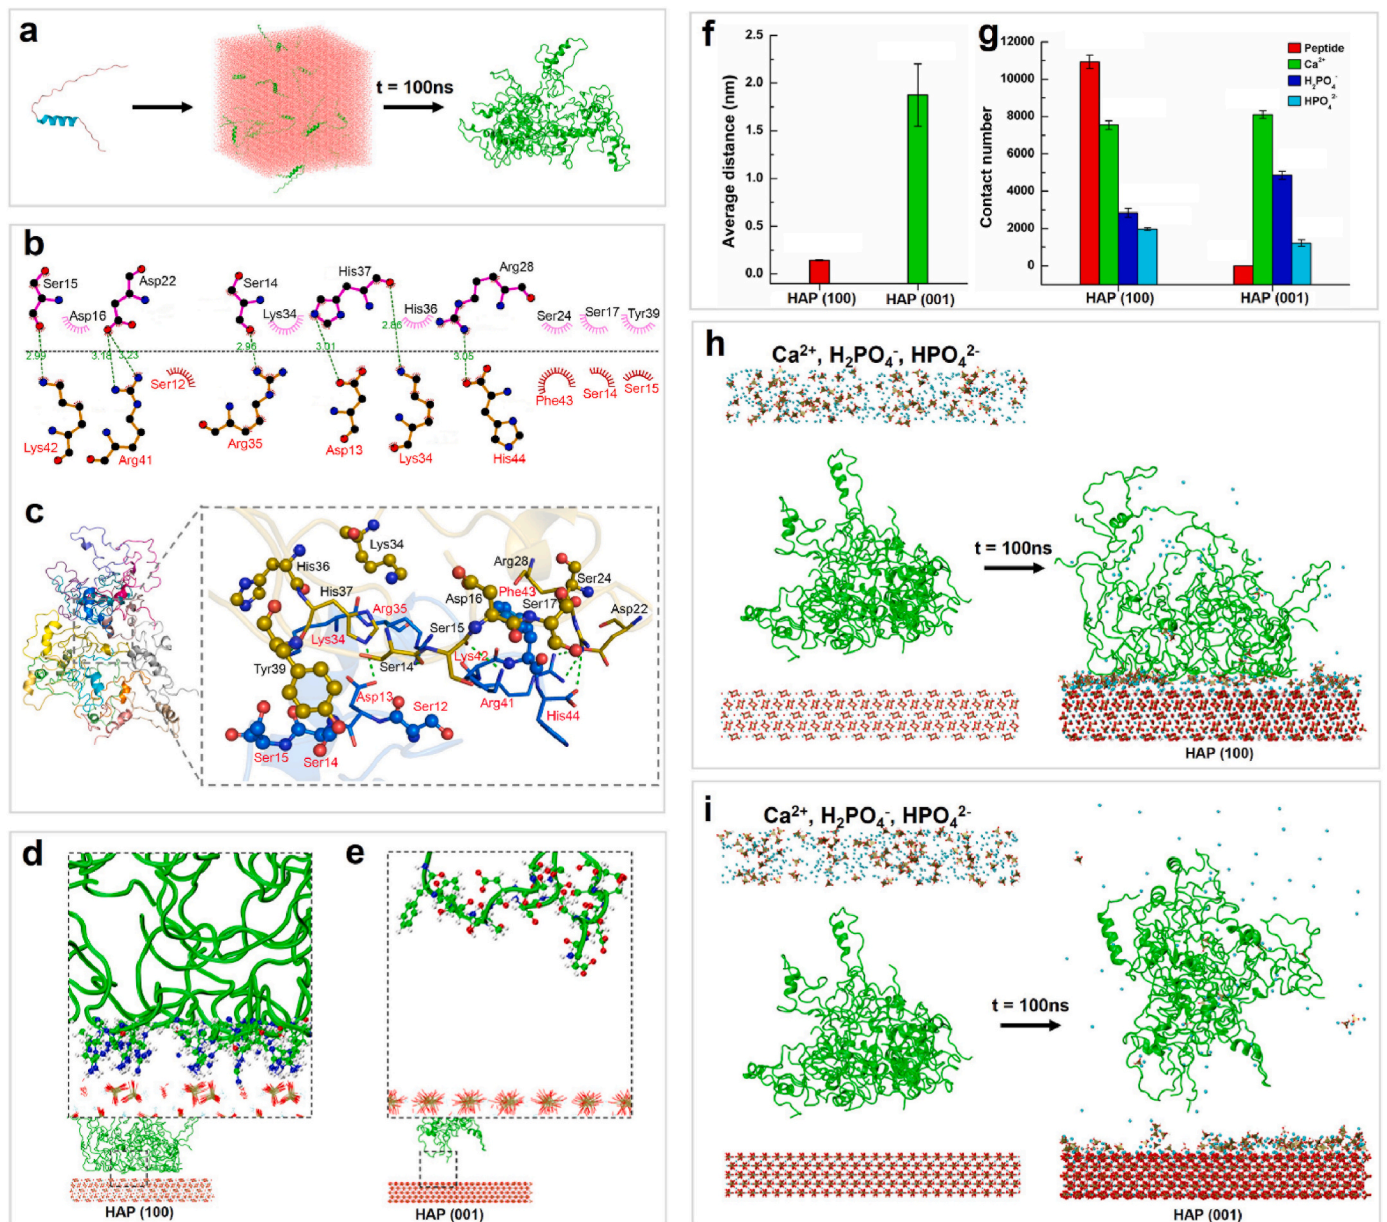 a
t = 100ns
b
Ser15
Asp22
Asp16
Ser14
Lys34
His37
His36
Arg28
Ser24
Ser17
Tyr39
2.99
3.18
3.23
2.96
3.01
2.86
3.05
Ser12
Phe43
Ser14
Ser15
Lys42
Arg41
Arg35
Asp13
Lys34
His44
c
Lys34
His36
His37
Arg35
Lys34
Ser15
Asp16
Arg28
Phe43
Ser17
Ser24
Asp22
Tyr39
Ser14
Lys42
Asp13
Ser12
Arg41
His44
Ser15
Ser14
d
HAP (100)
e
HAP (001)
f
Average distance (nm)
2.5
2.0
1.5
1.0
0.5
0.0
HAP (100)
HAP (001)
g
Contact number
12000
10000
8000
6000
4000
2000
0
Peptide
Ca²⁺
H₂PO₄⁻
HPO₄²⁻
HAP (100)
HAP (001)
h
Ca²⁺, H₂PO₄⁻, HPO₄²⁻
t = 100ns
HAP (100)
i
Ca²⁺, H₂PO₄⁻, HPO₄²⁻
t = 100ns
HAP (001)